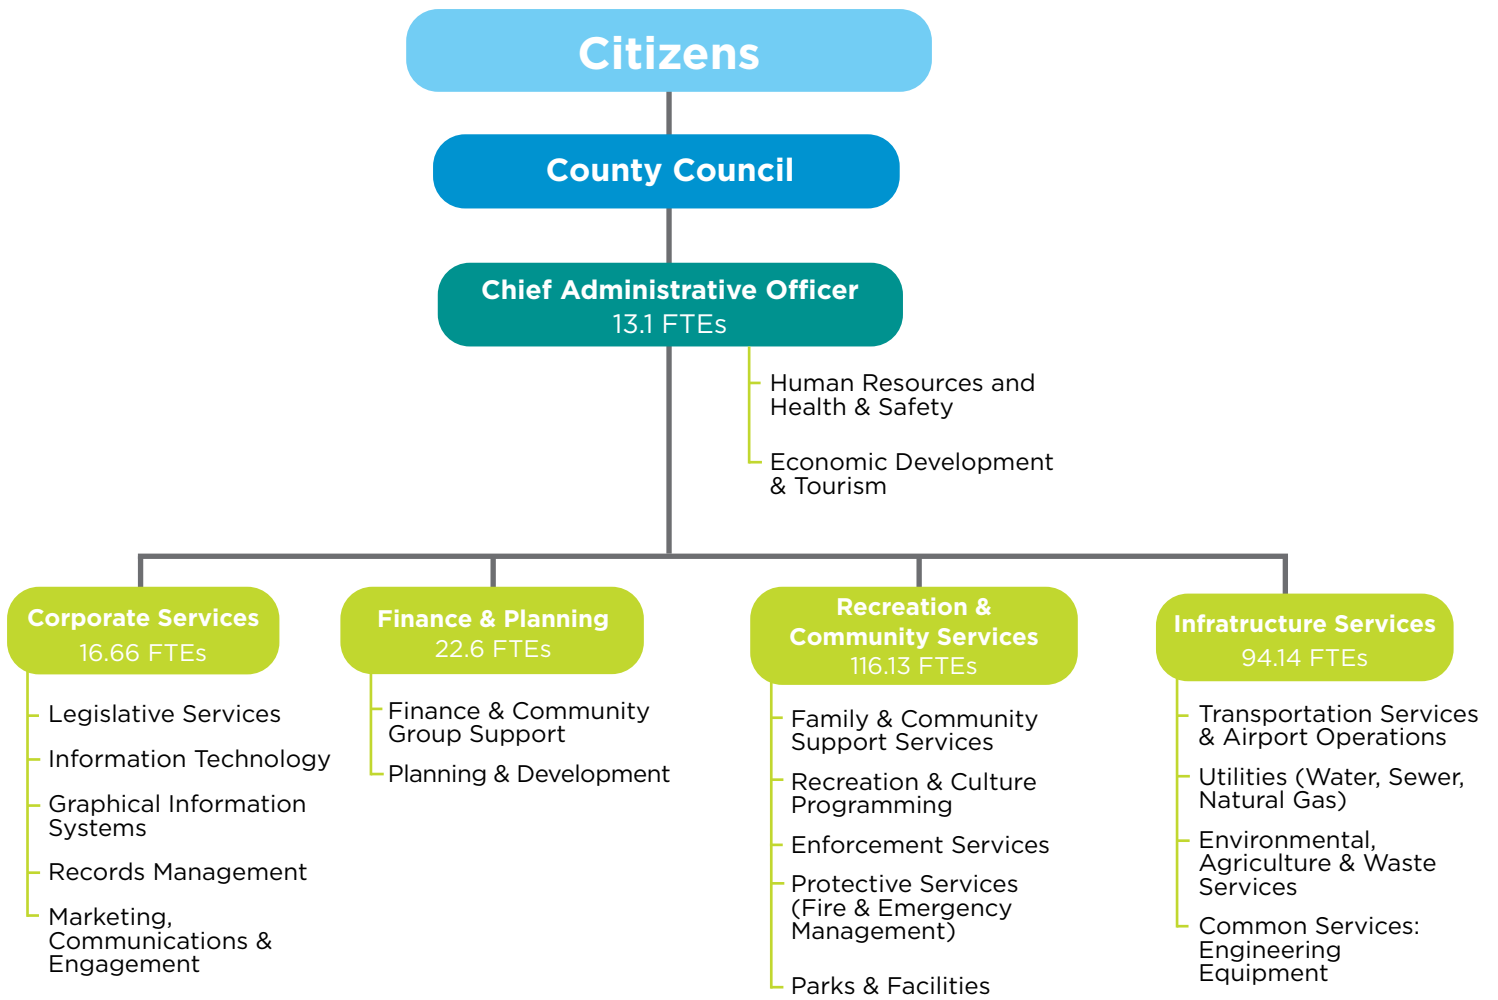 Citizens
County Council
Chief Administrative Officer
13.1 FTEs
Human Resources and
Health & Safety
Economic Development
& Tourism
Corporate Services
16.66 FTEs
Legislative Services
Information Technology
Graphical Information
Systems
Records Management
Marketing,
Communications &
Engagement
Finance & Planning
22.6 FTEs
Finance & Community
Group Support
Planning & Development
Recreation &
Community Services
116.13 FTEs
Family & Community
Support Services
Recreation & Culture
Programming
Enforcement Services
Protective Services
(Fire & Emergency
Management)
Parks & Facilities
Infratructure Services
94.14 FTEs
Transportation Services
& Airport Operations
Utilities (Water, Sewer,
Natural Gas)
Environmental,
Agriculture & Waste
Services
Common Services:
Engineering
Equipment